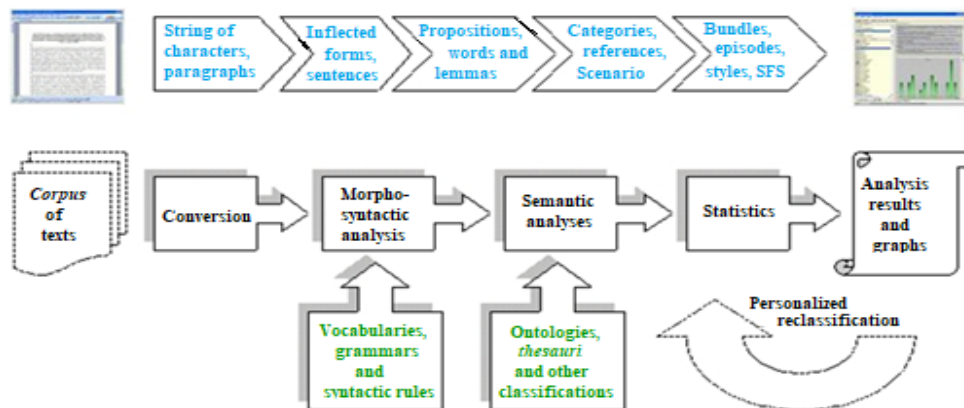 String of
characters,
paragraphs
Inflected
forms,
sentences
Propositions,
words and
lemmas
Categories,
references,
Scenario
Bundles,
episodes,
styles, SFS
Corpus
of
texts
Conversion
Morpho-
syntactic
analysis
Semantic
analyses
Statistics
Analysis
results
and
graphs
Vocabularies,
grammars
and
syntactic rules
Ontologies,
thesauri
and other
classifications
Personalized
reclassification